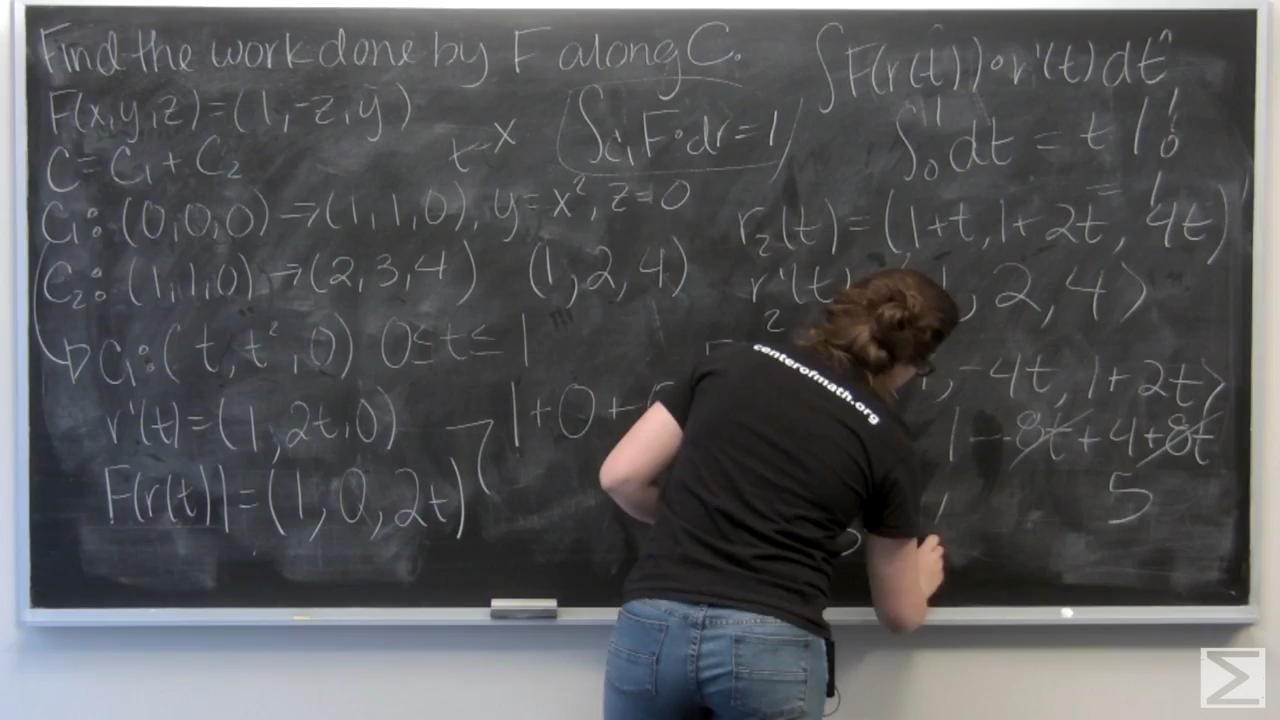 Find the work done by F along C.
F(x,y,z)=(1,-z,y)
C=C₁+C₂
C₁: (0,0,0)→(1,1,0), y=x², z=0
C₂: (1,1,0)→(2,3,4) (1,2,4)
C₁: (t,t²,0) 0≤t≤1
r'(t)=(1,2t,0)
F(r(t))=(1,0,2t)
1+0+
t x
∫C₁ F·dr=1
∫F(r(t))·r'(t)dt
∫₀¹ dt = t |₀¹
= 1
r₂(t)=(1+t,1+2t,4t)
r₂'(t) , 2, 4⟩
,-4t, 1+2t⟩
1-8t+4+8t
5
centerofmath.org
Σ